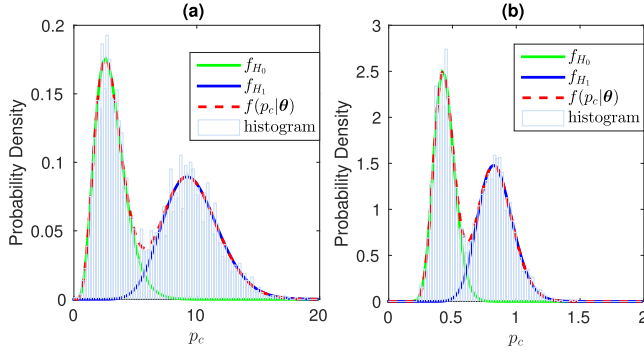 (a)
0.2
0.15
0.1
0.05
0
0
10
20
Probability Density
p_c
f_{H_0}
f_{H_1}
f(p_c|θ)
histogram
(b)
3
2.5
2
1.5
1
0.5
0
0
0.5
1
1.5
2
Probability Density
p_c
f_{H_0}
f_{H_1}
f(p_c|θ)
histogram